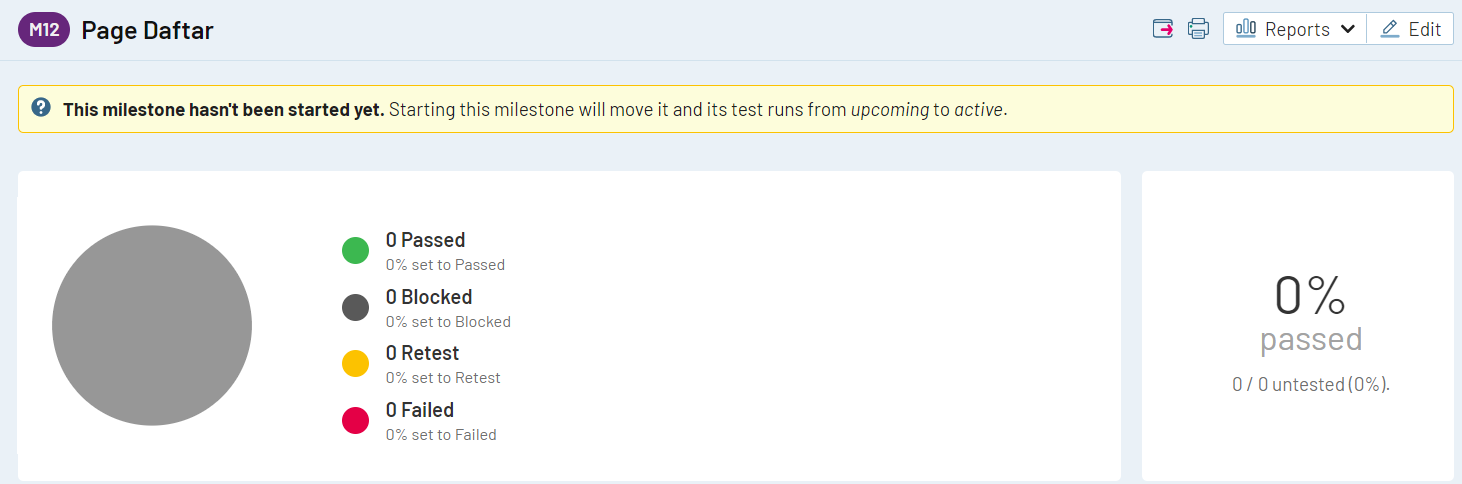 M12 Page Daftar
Reports Edit
This milestone hasn't been started yet. Starting this milestone will move it and its test runs from upcoming to active.
0 Passed
0% set to Passed
0 Blocked
0% set to Blocked
0 Retest
0% set to Retest
0 Failed
0% set to Failed
0%
passed
0 / 0 untested (0%).